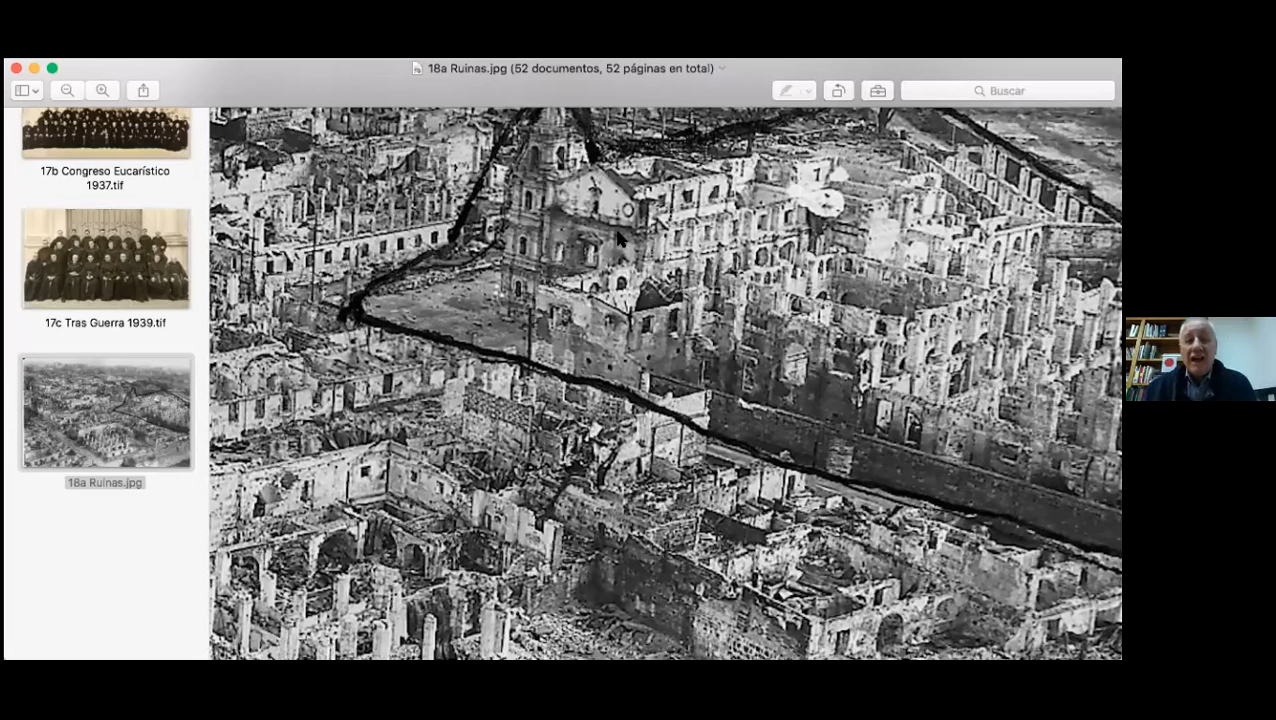 18a Ruinas.jpg (52 documentos, 52 páginas en total)
Buscar
17b Congreso Eucarístico
1937.tif
17c Tras Guerra 1939.tif
18a Ruinas.jpg
1